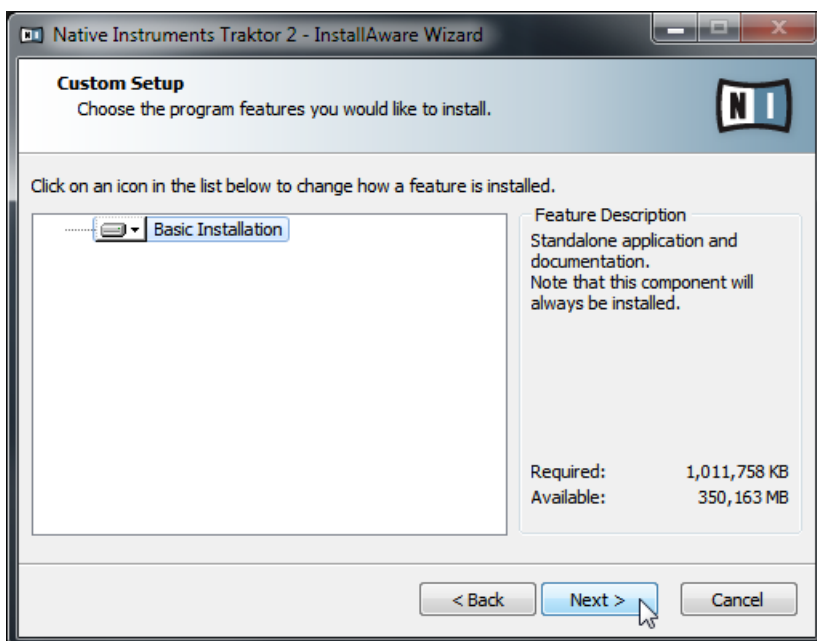 Native Instruments Traktor 2 - InstallAware Wizard
Custom Setup
Choose the program features you would like to install.
N I
Click on an icon in the list below to change how a feature is installed.
Basic Installation
Feature Description
Standalone application and
documentation.
Note that this component will
always be installed.
Required: 1,011,758 KB
Available: 350,163 MB
< Back Next > Cancel